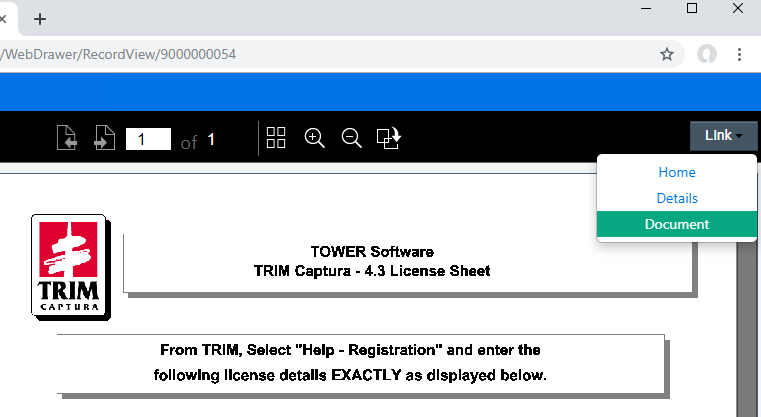 /WebDrawer/RecordView/9000000054
1 of 1
Link
Home
Details
Document
TOWER Software
TRIM Captura - 4.3 License Sheet
TRIM
CAPTURA
From TRIM, Select "Help - Registration" and enter the
following license details EXACTLY as displayed below.